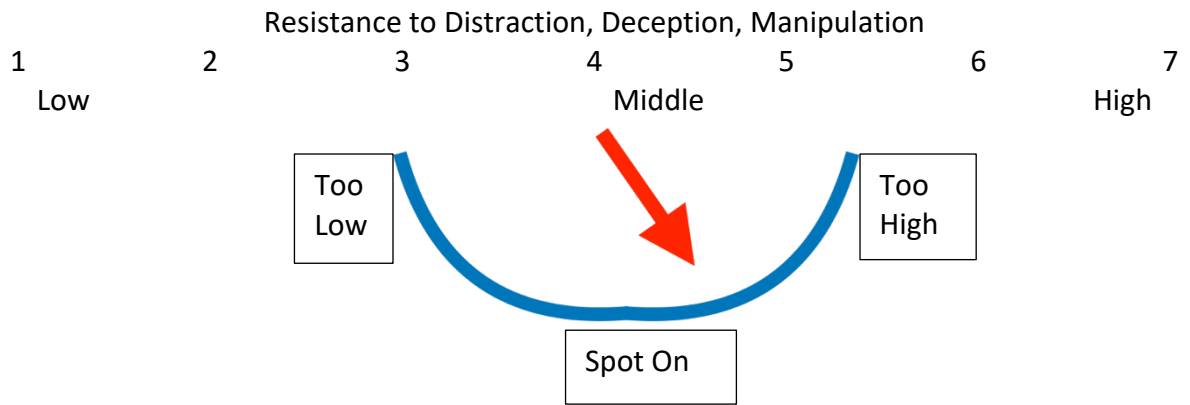 Resistance to Distraction, Deception, Manipulation
1 2 3 4 5 6 7
Low Middle High
Too
Low
Too
High
Spot On